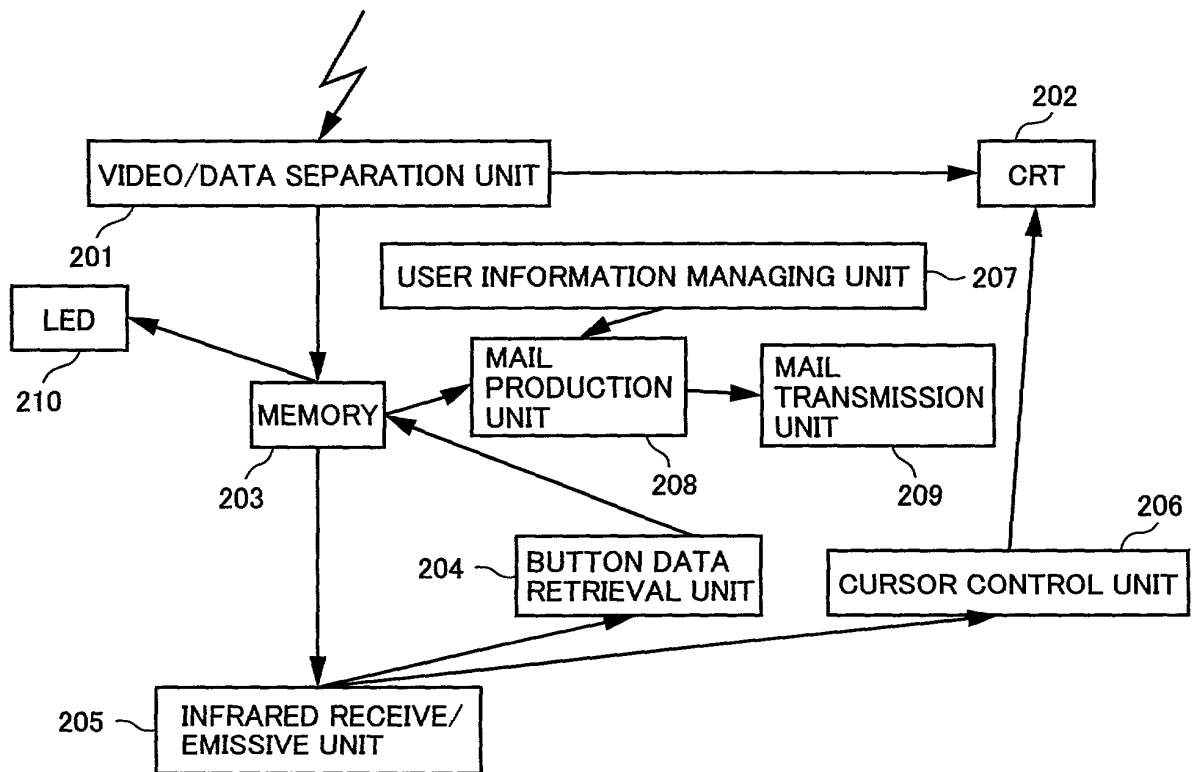 202
VIDEO/DATA SEPARATION UNIT
CRT
201
USER INFORMATION MANAGING UNIT
207
LED
210
MAIL
PRODUCTION
UNIT
MAIL
TRANSMISSION
UNIT
MEMORY
203
208
209
206
204
BUTTON DATA
RETRIEVAL UNIT
CURSOR CONTROL UNIT
205
INFRARED RECEIVE/
EMISSIVE UNIT